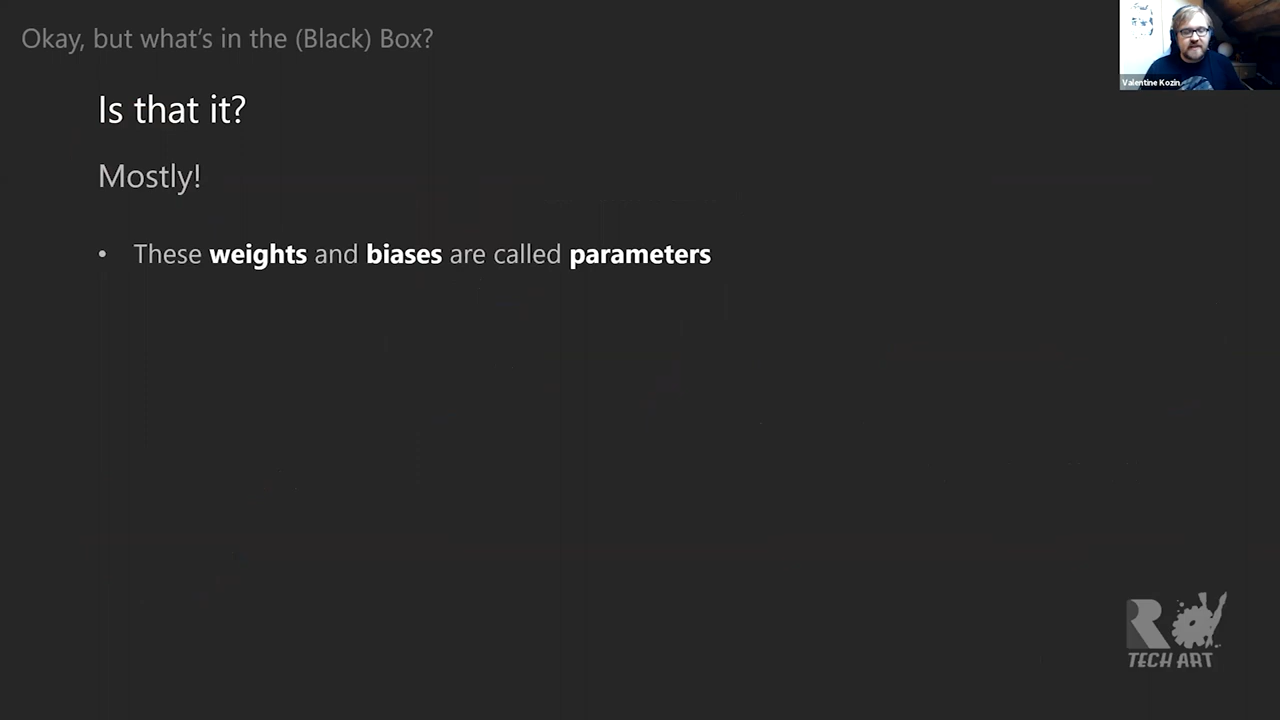 Okay, but what's in the (Black) Box?
Valentine Kozin
Is that it?
Mostly!
• These weights and biases are called parameters
R
TECH ART